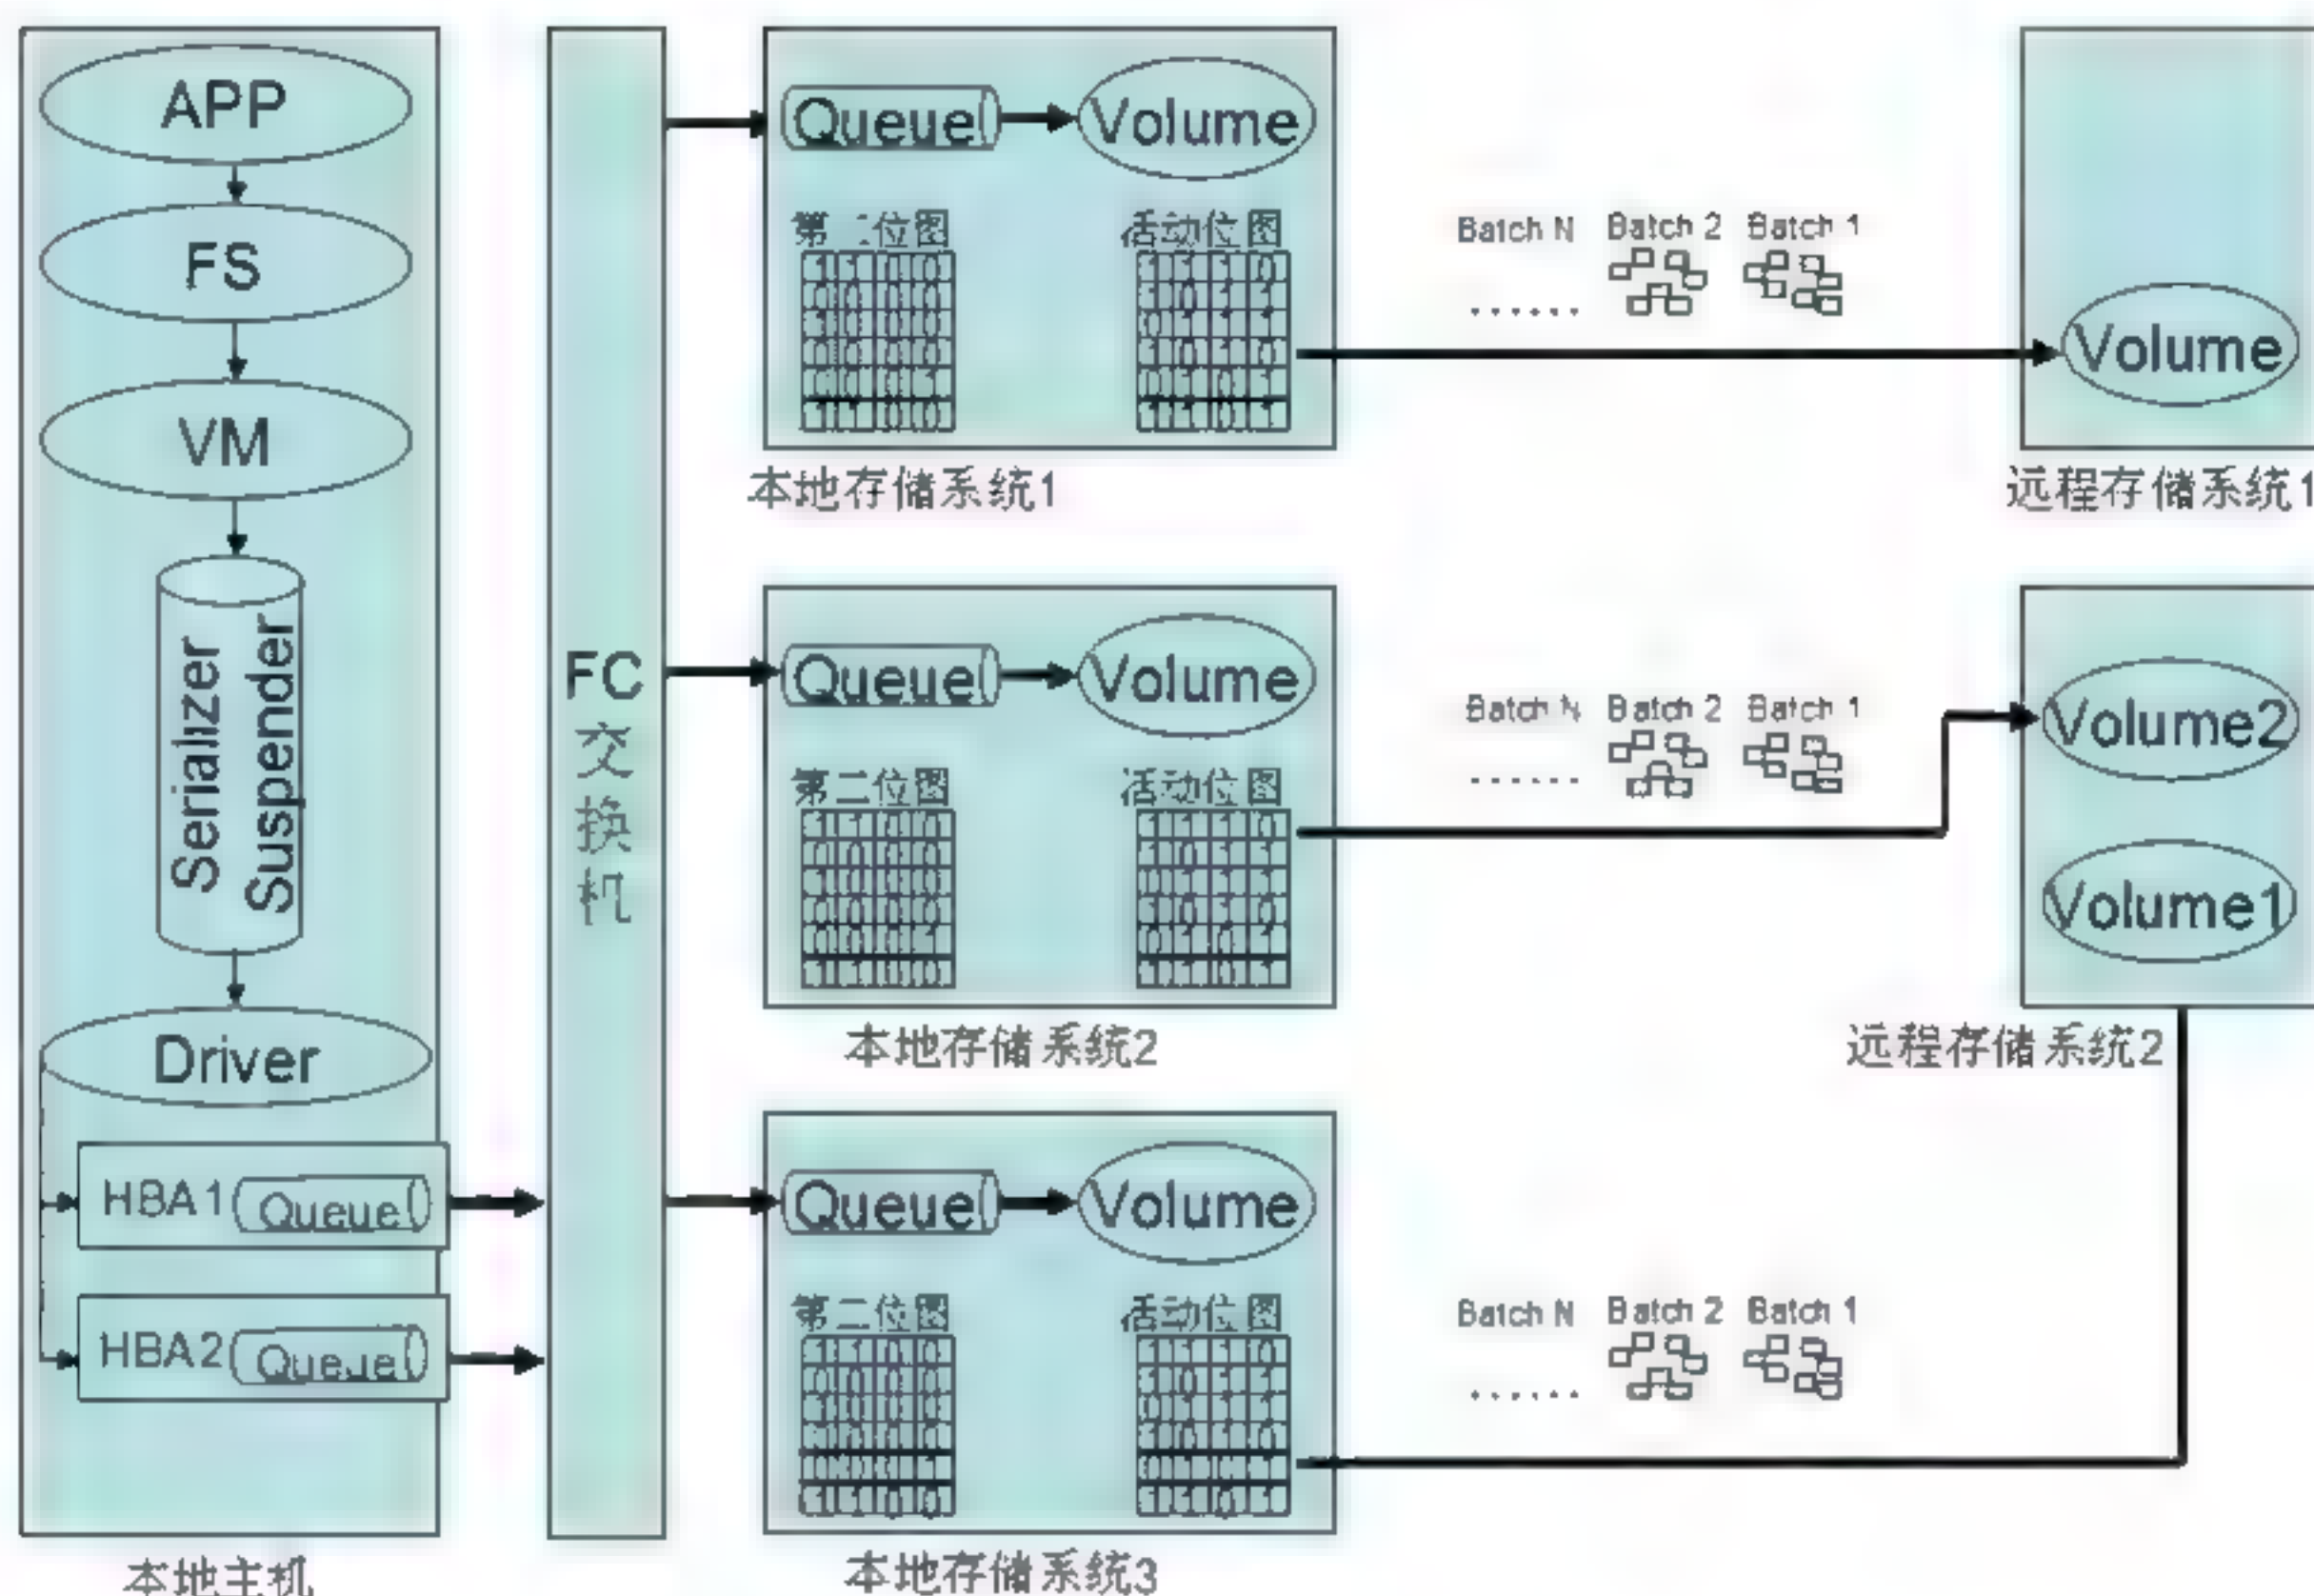 APP
FS
VM
Serializer
Suspender
Driver
HBA1 Queue
HBA2 Queue
本地主机
FC
交
换
机
Queue Volume
第二位图 活动位图
本地存储系统1
Batch N Batch 2 Batch 1
......
Volume
远程存储系统1
Queue Volume
第二位图 活动位图
本地存储系统2
Batch N Batch 2 Batch 1
......
Volume2
Volume1
远程存储系统2
Queue Volume
第二位图 活动位图
本地存储系统3
Batch N Batch 2 Batch 1
......